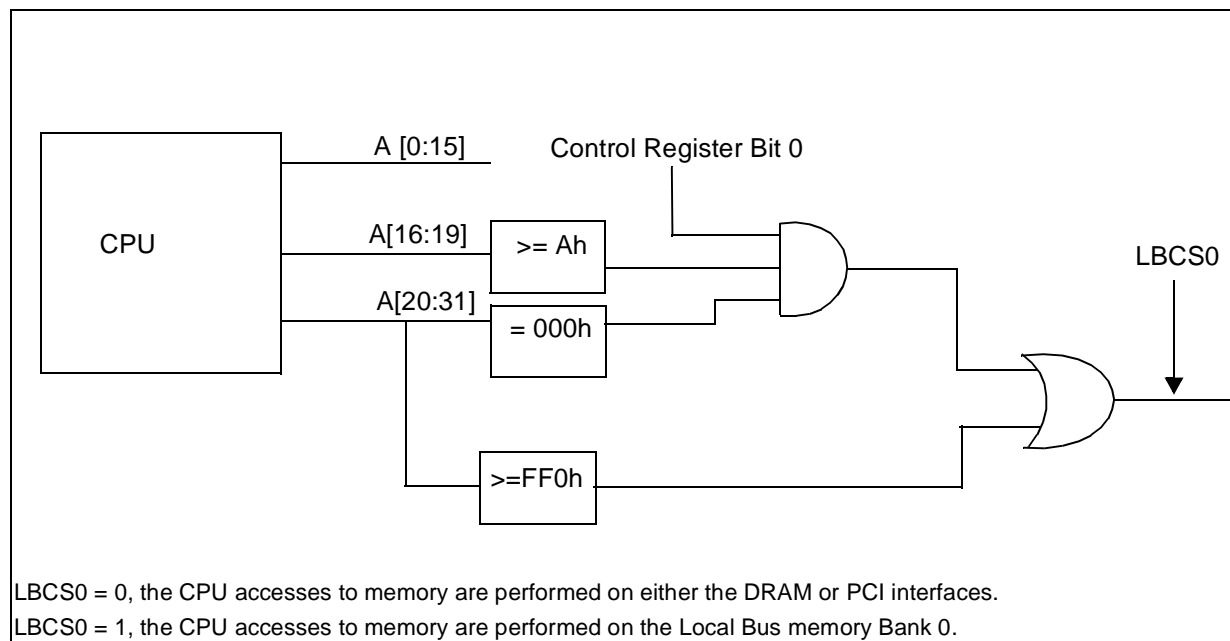 A [0:15]
Control Register Bit 0
CPU
A[16:19]
>= Ah
LBCS0
A[20:31]
= 000h
>=FF0h
LBCS0 = 0, the CPU accesses to memory are performed on either the DRAM or PCI interfaces.
LBCS0 = 1, the CPU accesses to memory are performed on the Local Bus memory Bank 0.